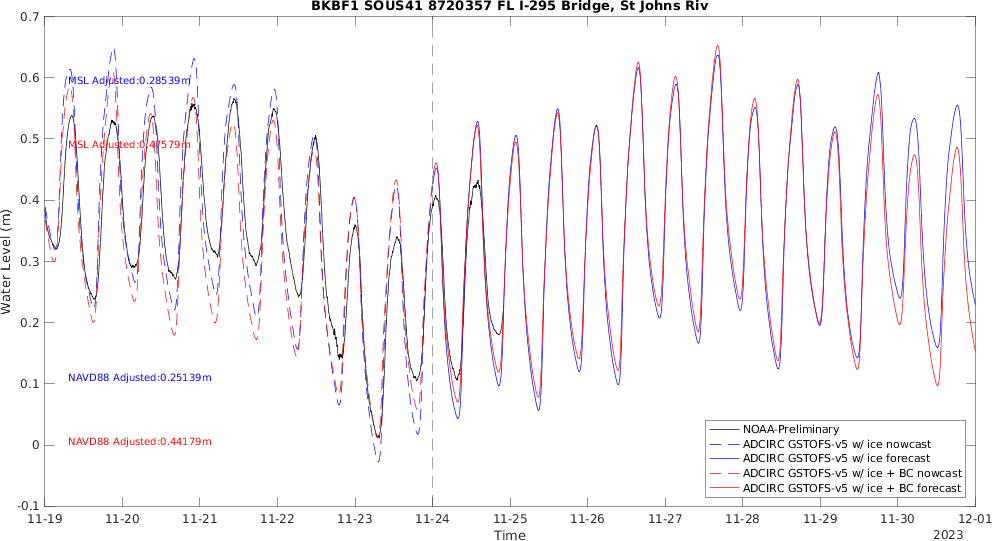 BKBF1 SOUS41 8720357 FL I-295 Bridge, St Johns Riv
0.7
0.6
0.5
0.4
0.3
0.2
0.1
0
-0.1
Water Level (m)
MSL Adjusted:0.28539m
MSL Adjusted:0.47579m
NAVD88 Adjusted:0.25139m
NAVD88 Adjusted:0.44179m
NOAA-Preliminary
ADCIRC GSTOFS-v5 w/ ice nowcast
ADCIRC GSTOFS-v5 w/ ice forecast
ADCIRC GSTOFS-v5 w/ ice + BC nowcast
ADCIRC GSTOFS-v5 w/ ice + BC forecast
11-19 11-20 11-21 11-22 11-23 11-24 11-25 11-26 11-27 11-28 11-29 11-30 12-01
Time
2023